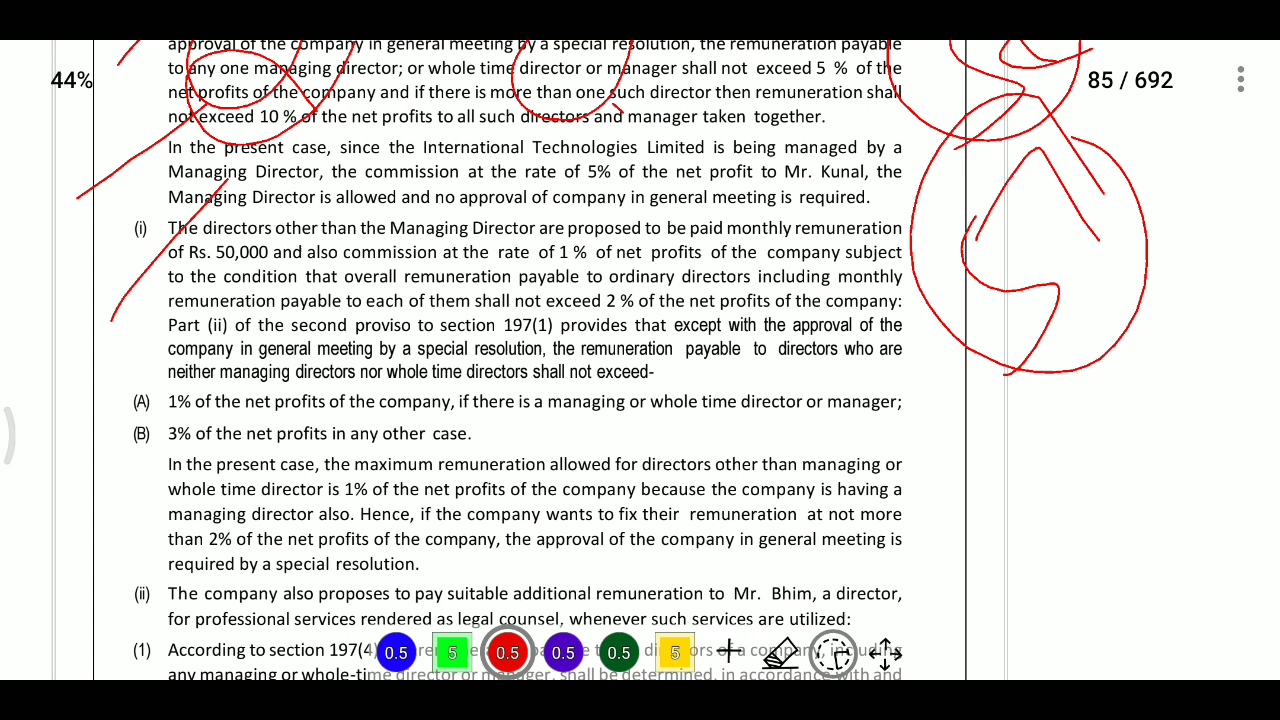 approval of the company in general meeting by a special resolution, the remuneration payable
44%
to any one managing director; or whole time director or manager shall not exceed 5 % of the
85 / 692
net profits of the company and if there is more than one such director then remuneration shall
not exceed 10 % of the net profits to all such directors and manager taken together.
In the present case, since the International Technologies Limited is being managed by a
Managing Director, the commission at the rate of 5% of the net profit to Mr. Kunal, the
Managing Director is allowed and no approval of company in general meeting is required.
(i) The directors other than the Managing Director are proposed to be paid monthly remuneration
of Rs. 50,000 and also commission at the rate of 1 % of net profits of the company subject
to the condition that overall remuneration payable to ordinary directors including monthly
remuneration payable to each of them shall not exceed 2 % of the net profits of the company:
Part (ii) of the second proviso to section 197(1) provides that except with the approval of the
company in general meeting by a special resolution, the remuneration payable to directors who are
neither managing directors nor whole time directors shall not exceed-
(A) 1% of the net profits of the company, if there is a managing or whole time director or manager;
(B) 3% of the net profits in any other case.
In the present case, the maximum remuneration allowed for directors other than managing or
whole time director is 1% of the net profits of the company because the company is having a
managing director also. Hence, if the company wants to fix their remuneration at not more
than 2% of the net profits of the company, the approval of the company in general meeting is
required by a special resolution.
(ii) The company also proposes to pay suitable additional remuneration to Mr. Bhim, a director,
for professional services rendered as legal counsel, whenever such services are utilized:
(1) According to section 197(4) of a company, including
0.5 5 0.5 0.5 0.5 5
any managing or whole-time director or manager, shall be determined, in accordance with and